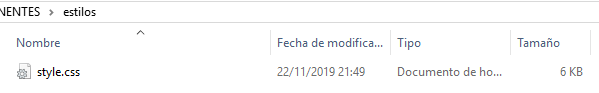 NENTES > estilos
Nombre Fecha de modifica... Tipo Tamaño
style.css 22/11/2019 21:49 Documento de ho... 6 KB